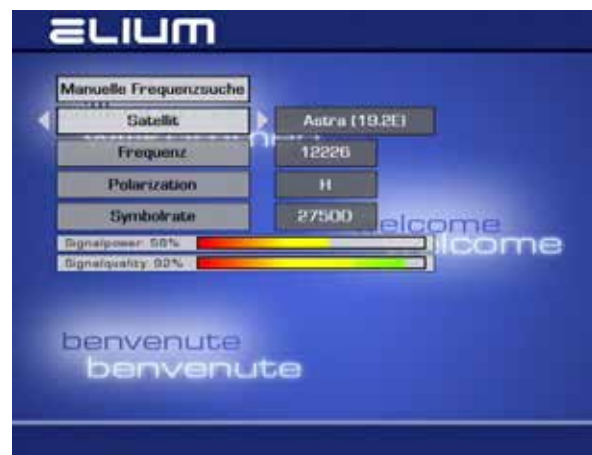 ELIUM
Manuelle Frequenzsuche
Satellit Astra (19.2E)
Frequenz 12226
Polarization H
Symbolrate 27500
welcome
Signalpower 58%
welcome
Signalquality 92%
benvenute
benvenute